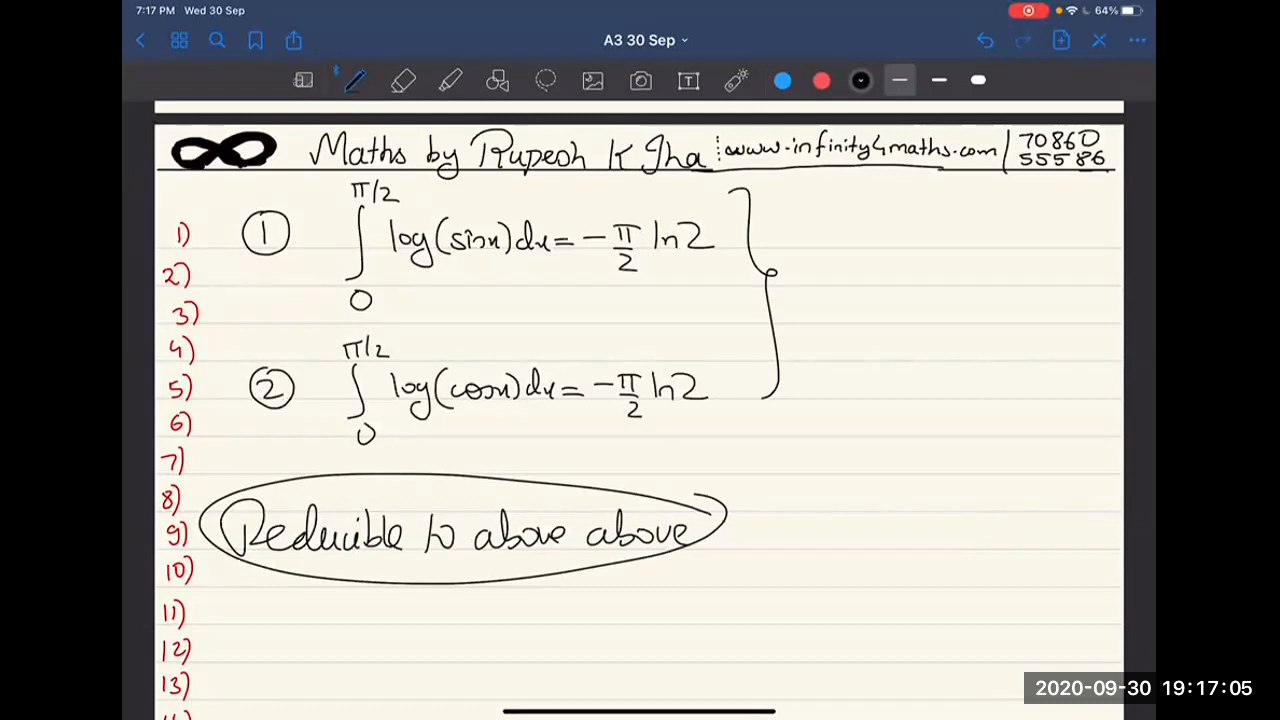 7:17 PM Wed 30 Sep
64%
A3 30 Sep
Maths by Rupesh K Jha www.infinity4maths.com / 70860 55586
1) ① ∫₀^{π/2} log(sinx)dx = -π/2 ln2
2)
3)
4)
5) ② ∫₀^{π/2} log(cosx)dx = -π/2 ln2
6)
7)
8)
9) Reducible to above above
10)
11)
12)
13)
2020-09-30 19:17:05